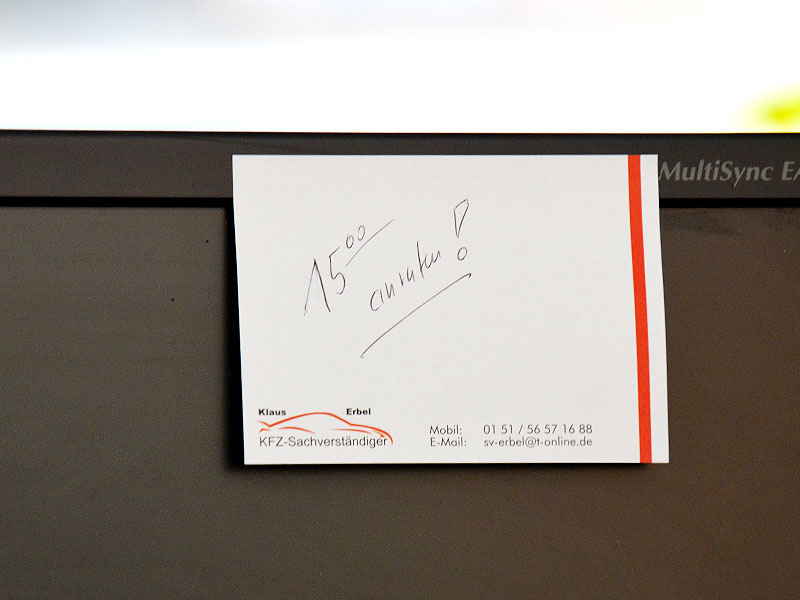 MultiSync EA
15⁰⁰
anrufen!
Klaus Erbel
KFZ-Sachverständiger
Mobil: 01 51 / 56 57 16 88
E-Mail: sv-erbel@t-online.de